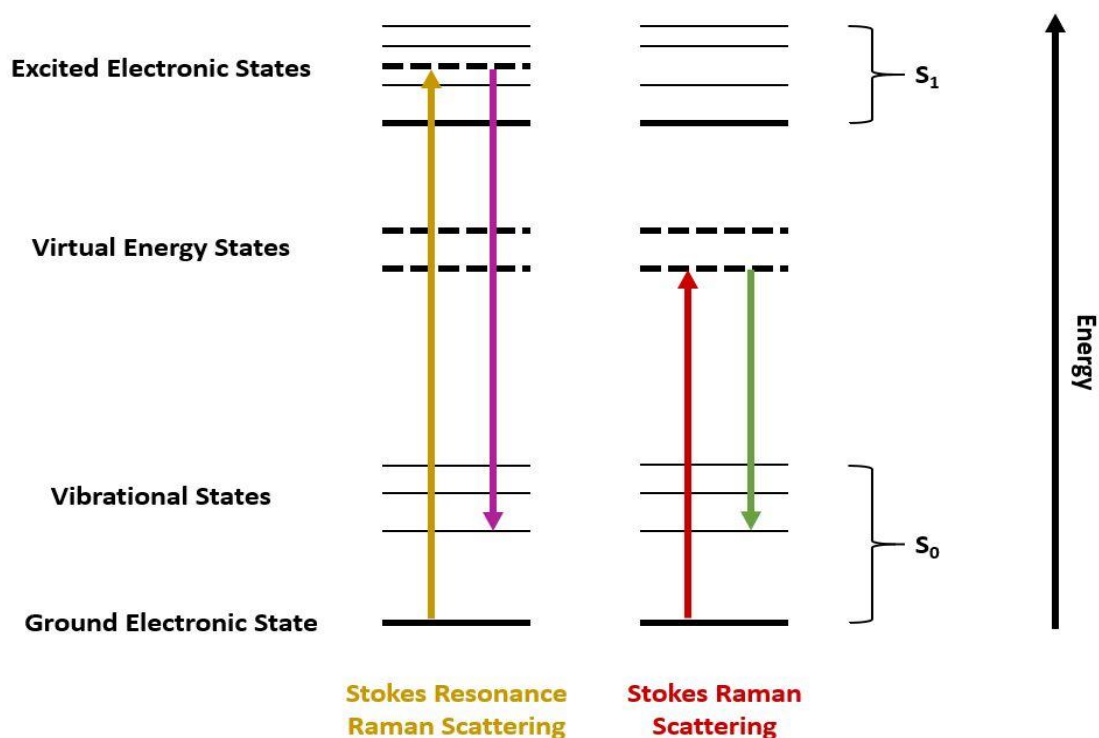 Excited Electronic States
S₁
Virtual Energy States
Energy
Vibrational States
S₀
Ground Electronic State
Stokes Resonance
Raman Scattering
Stokes Raman
Scattering